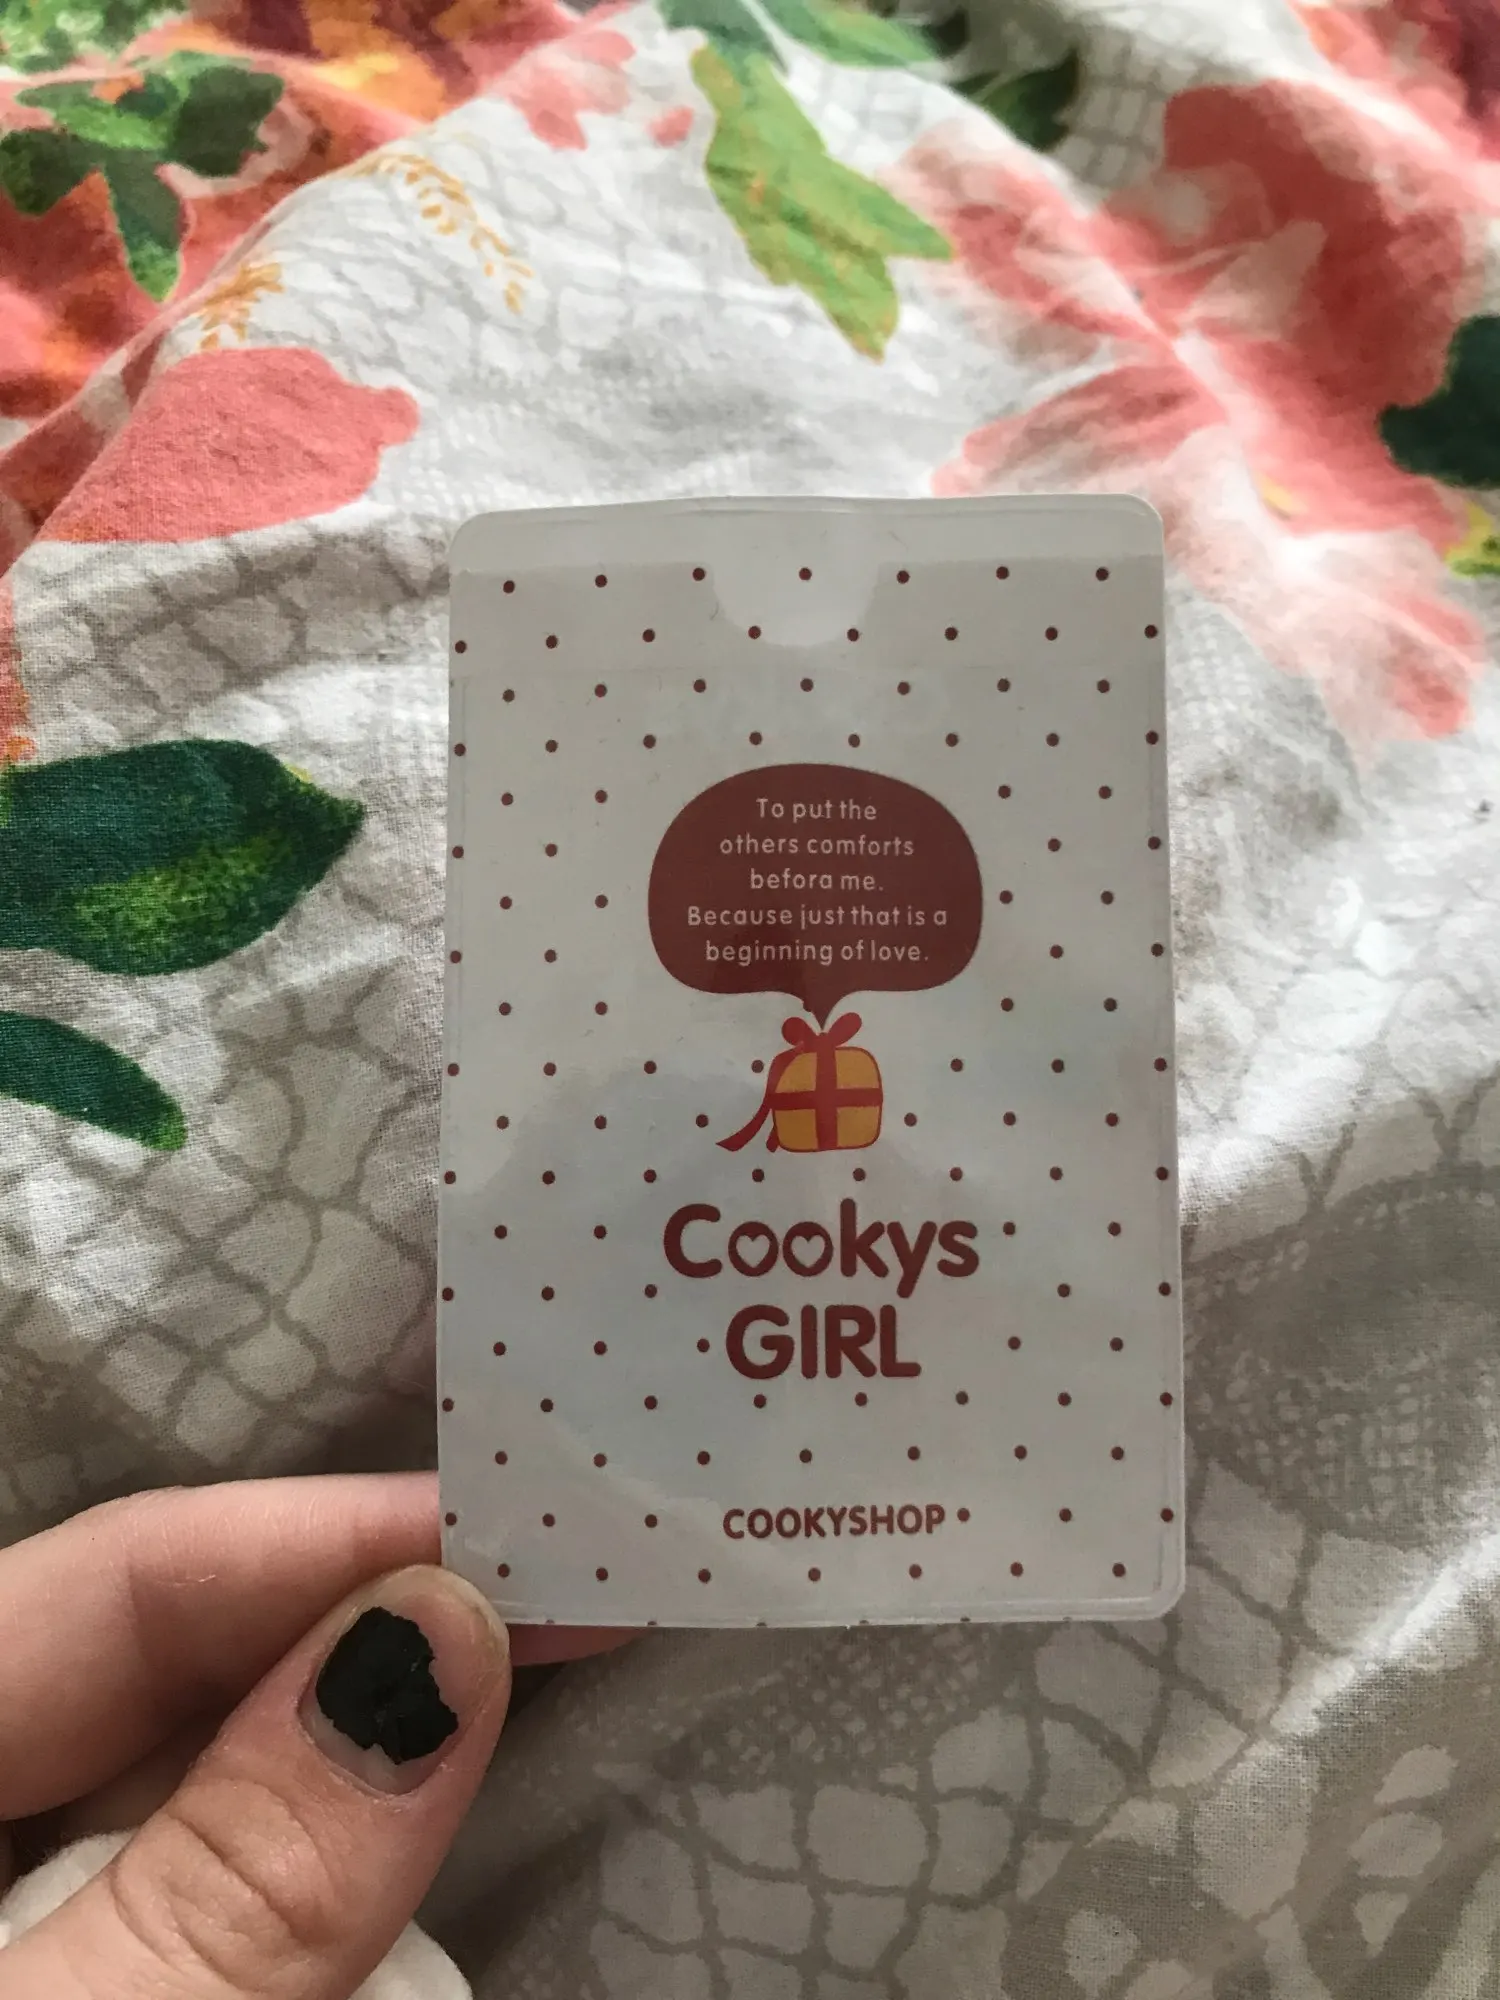 To put the
others comforts
befora me.
Because just that is a
beginning of love.
Cookys
GIRL
COOKYSHOP